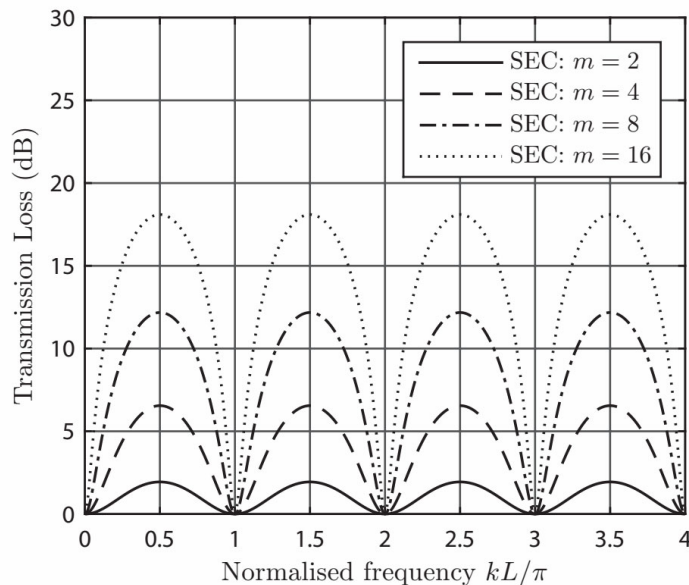 30
25
20
15
10
5
0
Transmission Loss (dB)
SEC: m = 2
SEC: m = 4
SEC: m = 8
SEC: m = 16
0 0.5 1 1.5 2 2.5 3 3.5 4
Normalised frequency kL/π